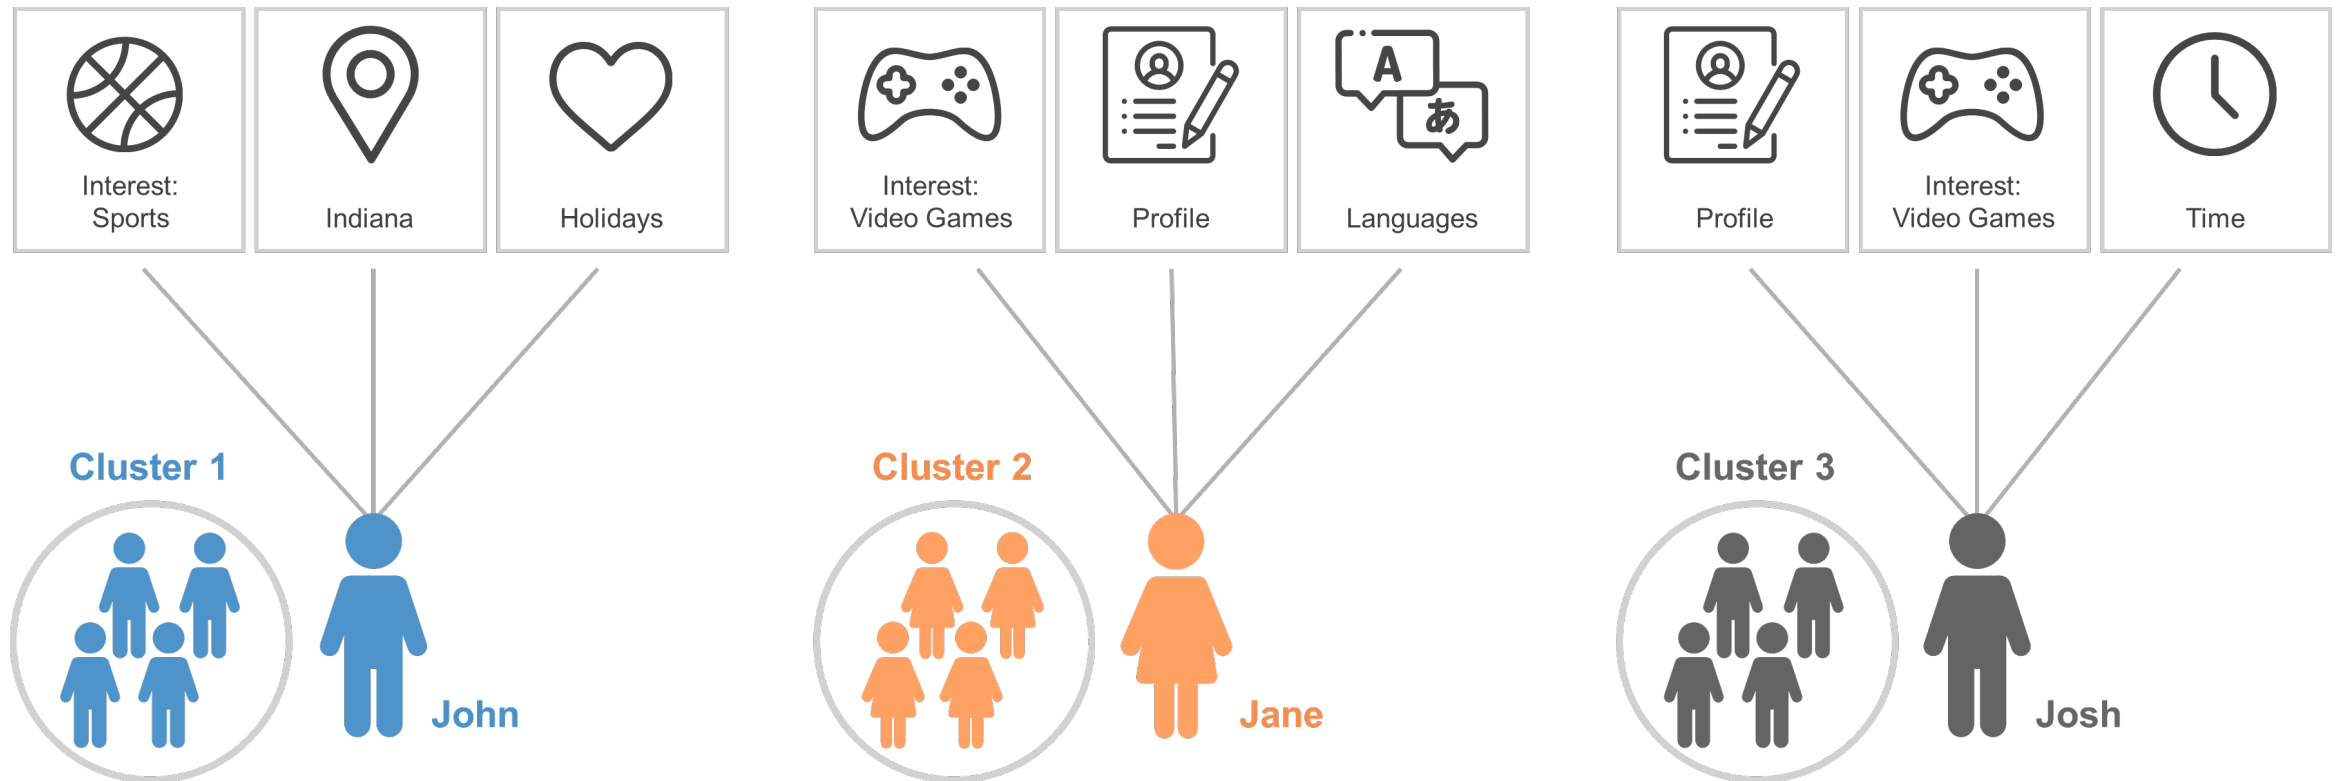 Interest:
Sports
Indiana
Holidays
Interest:
Video Games
Profile
A
あ
Languages
Profile
Interest:
Video Games
Time
Cluster 1
John
Cluster 2
Jane
Cluster 3
Josh